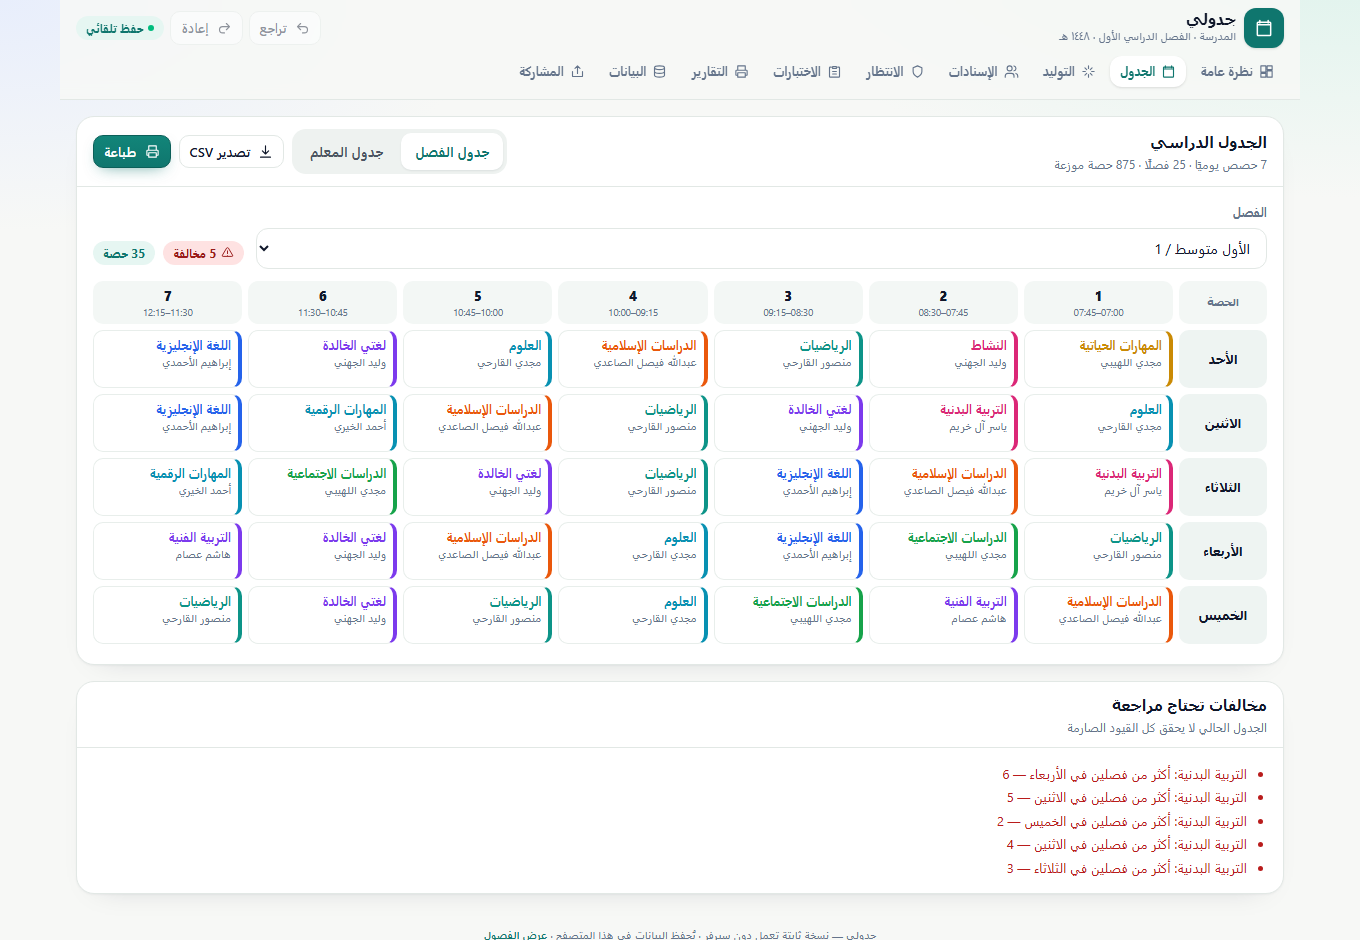 جدولي
المدرسة · الفصل الدراسي الأول · ١٤٤٨ هـ
تراجع
إعادة
حفظ تلقائي
نظرة عامة
الجدول
التوليد
الإسنادات
الانتظار
الاختبارات
التقارير
البيانات
المشاركة
الجدول الدراسي
7 حصص يوميًا · 25 فصلًا · 875 حصة موزعة
جدول الفصل
جدول المعلم
تصدير CSV
طباعة
الفصل
الأول متوسط / 1
5 مخالفة
35 حصة
الحصة
1
07:45–07:00
2
08:30–07:45
3
09:15–08:30
4
10:00–09:15
5
10:45–10:00
6
11:30–10:45
7
12:15–11:30
الأحد
المهارات الحياتية
مجدي اللهيبي
النشاط
وليد الجهني
الرياضيات
منصور القارحي
الدراسات الإسلامية
عبدالله فيصل الصاعدي
العلوم
مجدي القارحي
لغتي الخالدة
وليد الجهني
اللغة الإنجليزية
إبراهيم الأحمدي
الاثنين
العلوم
مجدي القارحي
التربية البدنية
ياسر آل خريم
لغتي الخالدة
وليد الجهني
الرياضيات
منصور القارحي
الدراسات الإسلامية
عبدالله فيصل الصاعدي
المهارات الرقمية
أحمد الخيري
اللغة الإنجليزية
إبراهيم الأحمدي
الثلاثاء
التربية البدنية
ياسر آل خريم
الدراسات الإسلامية
عبدالله فيصل الصاعدي
اللغة الإنجليزية
إبراهيم الأحمدي
الرياضيات
منصور القارحي
لغتي الخالدة
وليد الجهني
الدراسات الاجتماعية
مجدي اللهيبي
المهارات الرقمية
أحمد الخيري
الأربعاء
الرياضيات
منصور القارحي
الدراسات الاجتماعية
مجدي اللهيبي
اللغة الإنجليزية
إبراهيم الأحمدي
العلوم
مجدي القارحي
الدراسات الإسلامية
عبدالله فيصل الصاعدي
لغتي الخالدة
وليد الجهني
التربية الفنية
هاشم عصام
الخميس
الدراسات الإسلامية
عبدالله فيصل الصاعدي
التربية الفنية
هاشم عصام
الدراسات الاجتماعية
مجدي اللهيبي
العلوم
مجدي القارحي
الرياضيات
منصور القارحي
لغتي الخالدة
وليد الجهني
الرياضيات
منصور القارحي
مخالفات تحتاج مراجعة
الجدول الحالي لا يحقق كل القيود الصارمة
التربية البدنية: أكثر من فصلين في الأربعاء — 6
التربية البدنية: أكثر من فصلين في الاثنين — 5
التربية البدنية: أكثر من فصلين في الخميس — 2
التربية البدنية: أكثر من فصلين في الاثنين — 4
التربية البدنية: أكثر من فصلين في الثلاثاء — 3
جدولي — نسخة ثابتة تعمل دون سيرفر · تُحفظ البيانات في هذا المتصفح · عرض الفصول